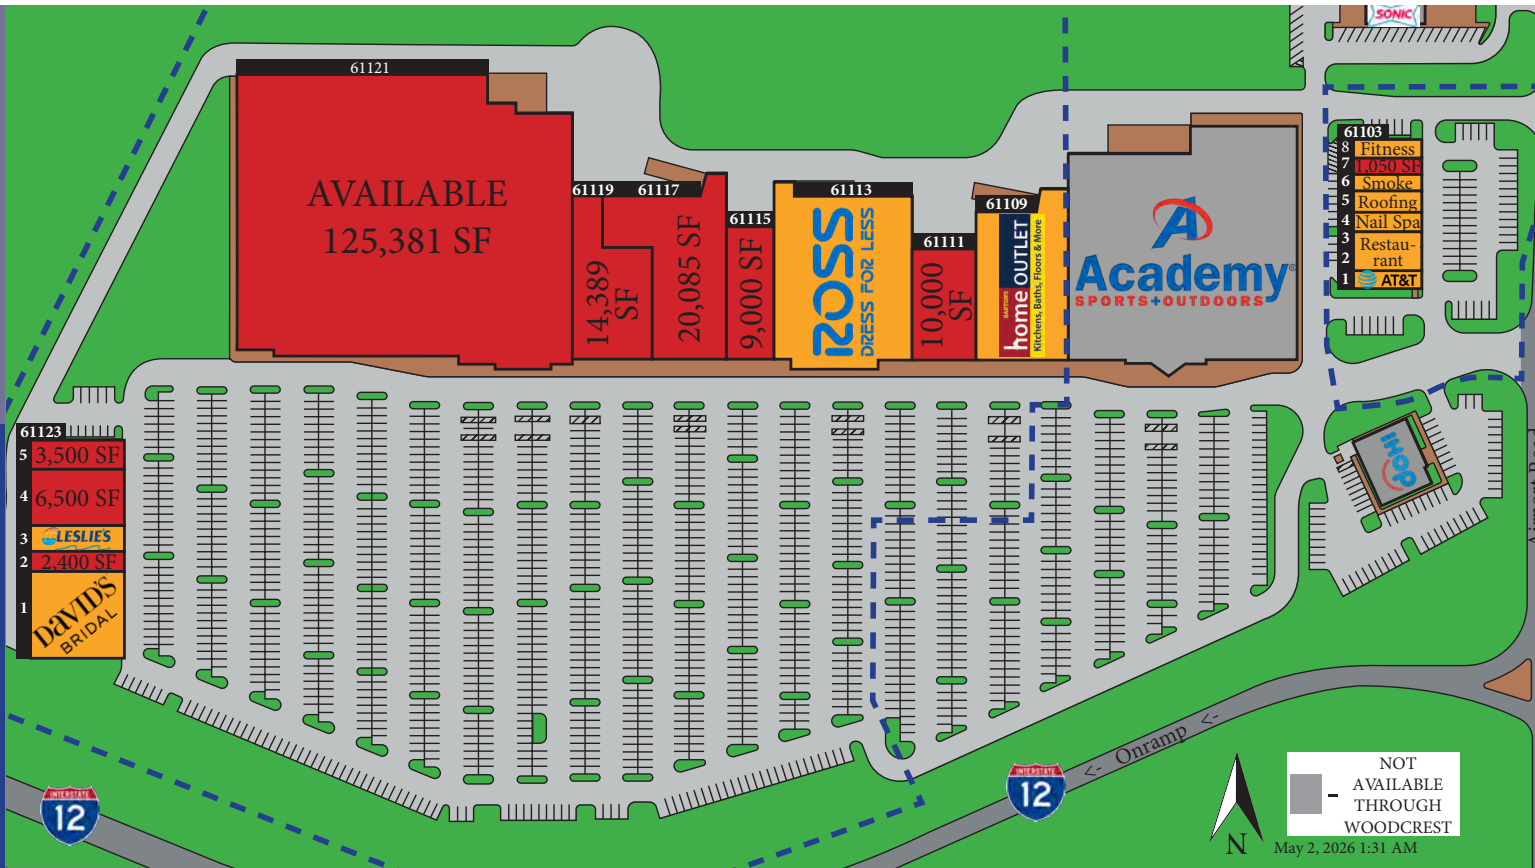 SONIC
61121
AVAILABLE
125,381 SF
61119
14,389
SF
61117
20,085 SF
61115
9,000 SF
61113
ROSS
DRESS FOR LESS
61111
10,000
SF
61109
home OUTLET
Kitchens, Baths, Floors & More
Academy
SPORTS+OUTDOORS
61103
8 Fitness
7 1,050 SF
6 Smoke
5 Roofing
4 Nail Spa
3 Restau-
2 rant
1 AT&T
IHOP
61123
5 3,500 SF
4 6,500 SF
3 LESLIE'S
2 2,400 SF
1 DAVID'S
BRIDAL
INTERSTATE
12
INTERSTATE
12
<- Onramp <-
N
NOT
AVAILABLE
THROUGH
WOODCREST
May 2, 2026 1:31 AM